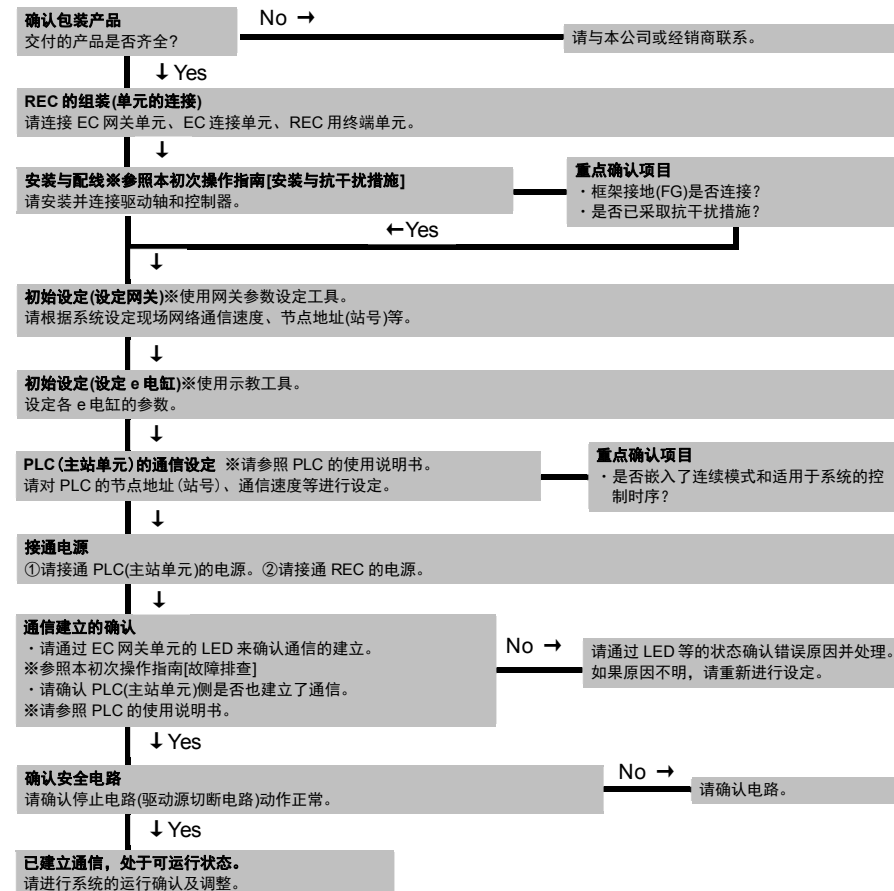 确认包装产品
交付的产品是否齐全?
No →
请与本公司或经销商联系。
↓ Yes
REC 的组装(单元的连接)
请连接 EC 网关单元、EC 连接单元、REC 用终端单元。
↓
安装与配线※参照本初次操作指南[安装与抗干扰措施]
请安装并连接驱动轴和控制器。
重点确认项目
・框架接地(FG)是否连接?
・是否已采取抗干扰措施?
←Yes
↓
初始设定(设定网关)※使用网关参数设定工具。
请根据系统设定现场网络通信速度、节点地址(站号)等。
↓
初始设定(设定 e 电缸)※使用示教工具。
设定各 e 电缸的参数。
↓
PLC(主站单元)的通信设定 ※请参照 PLC 的使用说明书。
请对 PLC 的节点地址(站号)、通信速度等进行设定。
重点确认项目
・是否嵌入了连续模式和适用于系统的控
制时序?
↓
接通电源
①请接通 PLC(主站单元)的电源。②请接通 REC 的电源。
↓
通信建立的确认
・请通过 EC 网关单元的 LED 来确认通信的建立。
※参照本初次操作指南[故障排查]
・请确认 PLC(主站单元)侧是否也建立了通信。
※请参照 PLC 的使用说明书。
No →
请通过 LED 等的状态确认错误原因并处理。
如果原因不明，请重新进行设定。
↓ Yes
确认安全电路
请确认停止电路(驱动源切断电路)动作正常。
No →
请确认电路。
↓ Yes
已建立通信，处于可运行状态。
请进行系统的运行确认及调整。